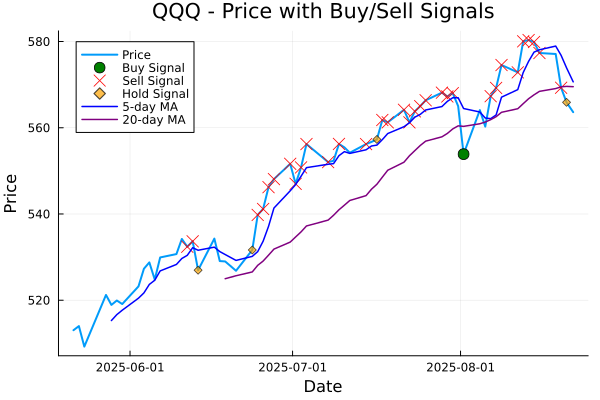 QQQ - Price with Buy/Sell Signals
Price
Buy Signal
Sell Signal
Hold Signal
5-day MA
20-day MA
580
560
540
520
Price
2025-06-01
2025-07-01
2025-08-01
Date